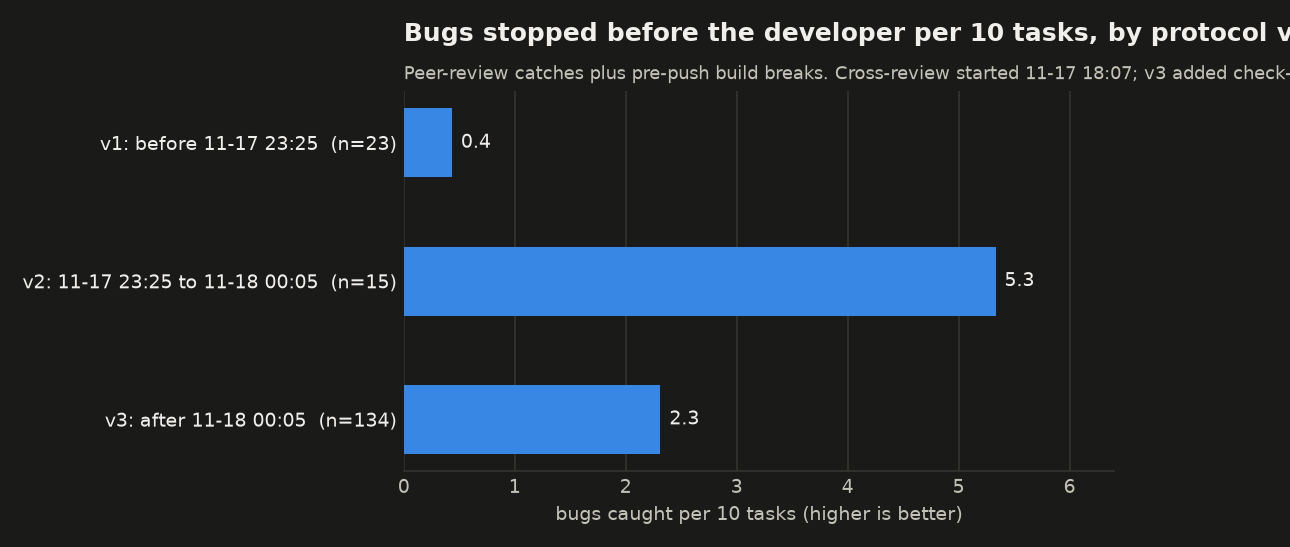 Bugs stopped before the developer per 10 tasks, by protocol v
Peer-review catches plus pre-push build breaks. Cross-review started 11-17 18:07; v3 added check-
v1: before 11-17 23:25 (n=23)
0.4
v2: 11-17 23:25 to 11-18 00:05 (n=15)
5.3
v3: after 11-18 00:05 (n=134)
2.3
0 1 2 3 4 5 6
bugs caught per 10 tasks (higher is better)